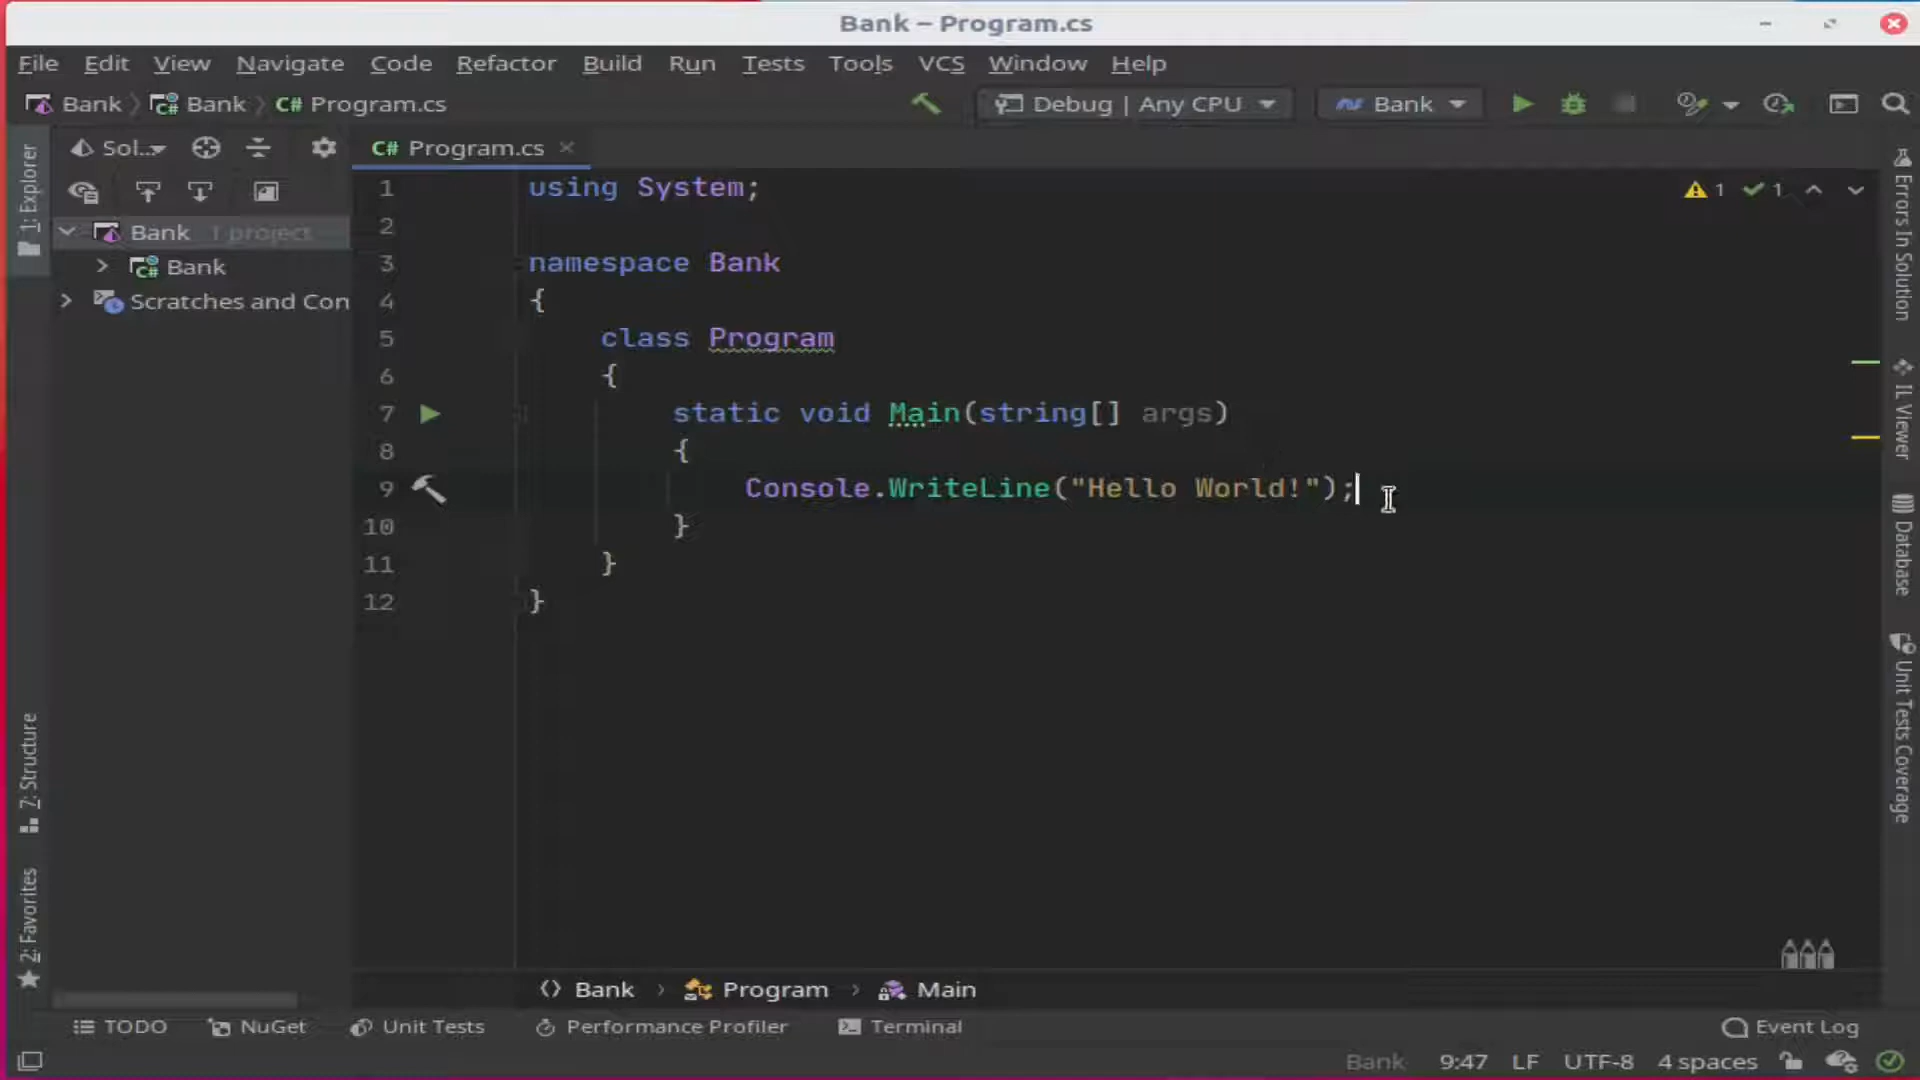 Bank – Program.cs
File Edit View Navigate Code Refactor Build Run Tests Tools VCS Window Help
Bank Bank C# Program.cs Debug | Any CPU Bank
Sol... C# Program.cs
1: Explorer
Bank 1 project
Bank
Scratches and Con
7: Structure
2: Favorites
1 using System; 1 1
2
3 namespace Bank
4 {
5 class Program
6 {
7 static void Main(string[] args)
8 {
9 Console.WriteLine("Hello World!");
10 }
11 }
12 }
Errors In Solution
IL Viewer
Database
Unit Tests Coverage
Bank Program Main
TODO NuGet Unit Tests Performance Profiler Terminal Event Log
Bank 9:47 LF UTF-8 4 spaces